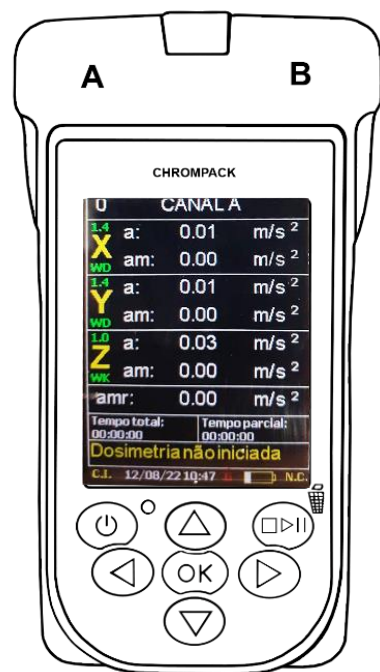 A B
CHROMPACK
0 CANAL A
1.4 X WD a: 0.01 m/s 2
am: 0.00 m/s 2
1.4 Y WD a: 0.01 m/s 2
am: 0.00 m/s 2
1.0 Z WK a: 0.03 m/s 2
am: 0.00 m/s 2
amr: 0.00 m/s 2
Tempo total: Tempo parcial:
00:00:00 00:00:00
Dosimetria não iniciada
C.I. 12/08/22 10:47 N.C.
OK